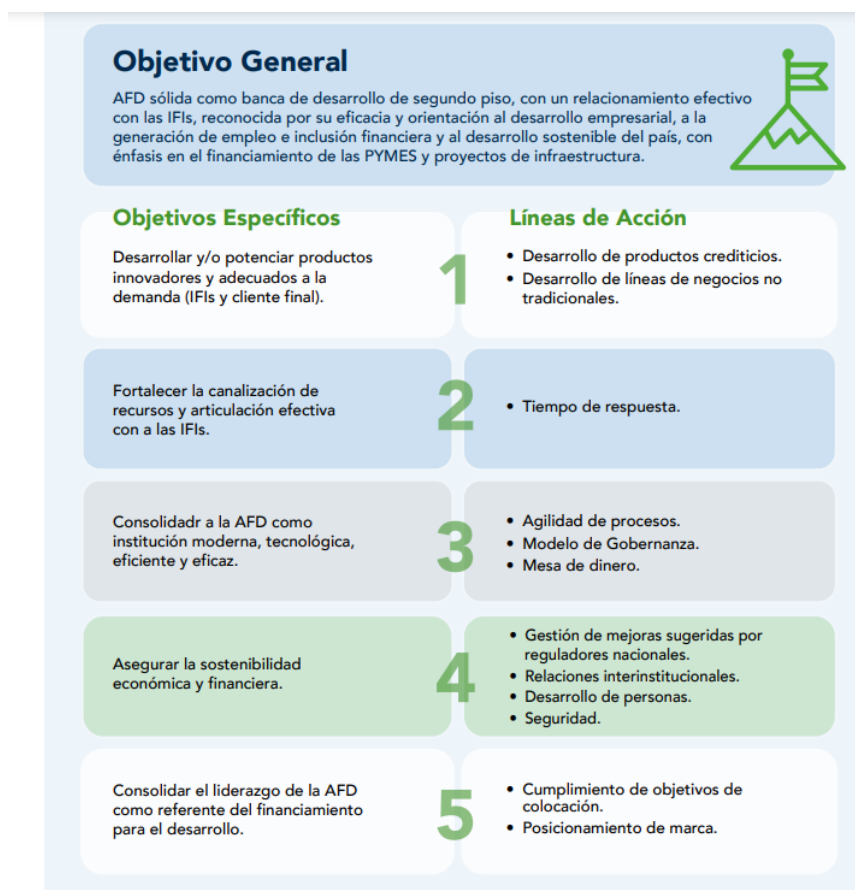 Objetivo General
AFD sólida como banca de desarrollo de segundo piso, con un relacionamiento efectivo
con las IFIs, reconocida por su eficacia y orientación al desarrollo empresarial, a la
generación de empleo e inclusión financiera y al desarrollo sostenible del país, con
énfasis en el financiamiento de las PYMES y proyectos de infraestructura.
Objetivos Específicos
Líneas de Acción
Desarrollar y/o potenciar productos
innovadores y adecuados a la
demanda (IFIs y cliente final).
1
• Desarrollo de productos crediticios.
• Desarrollo de líneas de negocios no
tradicionales.
Fortalecer la canalización de
recursos y articulación efectiva
con a las IFIs.
2
• Tiempo de respuesta.
Consolidadr a la AFD como
institución moderna, tecnológica,
eficiente y eficaz.
3
• Agilidad de procesos.
• Modelo de Gobernanza.
• Mesa de dinero.
Asegurar la sostenibilidad
económica y financiera.
4
• Gestión de mejoras sugeridas por
reguladores nacionales.
• Relaciones interinstitucionales.
• Desarrollo de personas.
• Seguridad.
Consolidar el liderazgo de la AFD
como referente del financiamiento
para el desarrollo.
5
• Cumplimiento de objetivos de
colocación.
• Posicionamiento de marca.